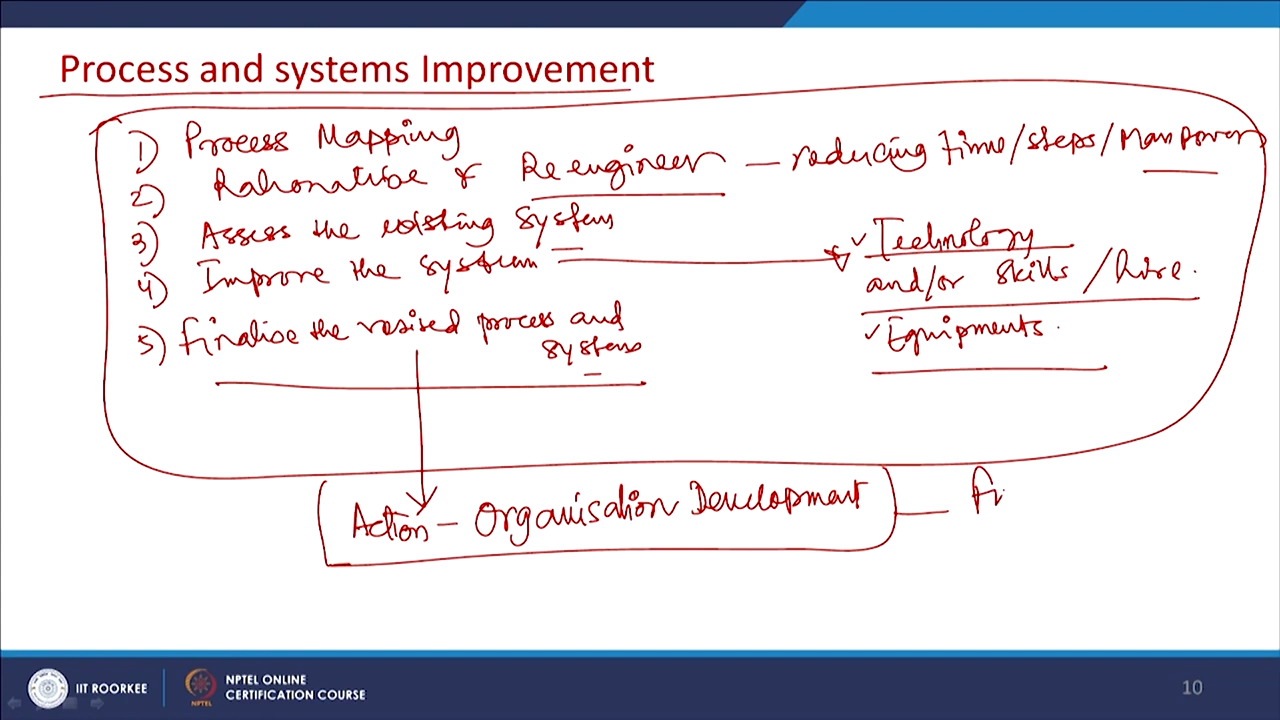 Process and systems Improvement
1) Process Mapping
2) Rationalise & Re engineer — reducing time/steps/Manpower
3) Assess the existing system
4) Improve the system
✓ Technology
and/or skills / hire.
✓ Equipments.
5) finalise the revised process and
systems
Action - Organisation Development — fi
IIT ROORKEE
NPTEL ONLINE
CERTIFICATION COURSE
NPTEL
10